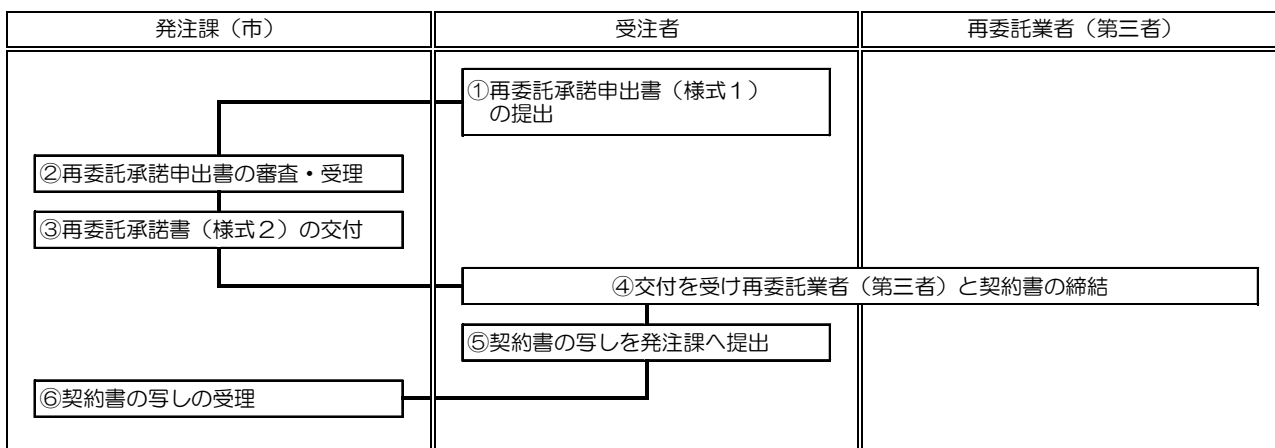 発注課（市）
受注者
再委託業者（第三者）
①再委託承諾申出書（様式１）
の提出
②再委託承諾申出書の審査・受理
③再委託承諾書（様式２）の交付
④交付を受け再委託業者（第三者）と契約書の締結
⑤契約書の写しを発注課へ提出
⑥契約書の写しの受理